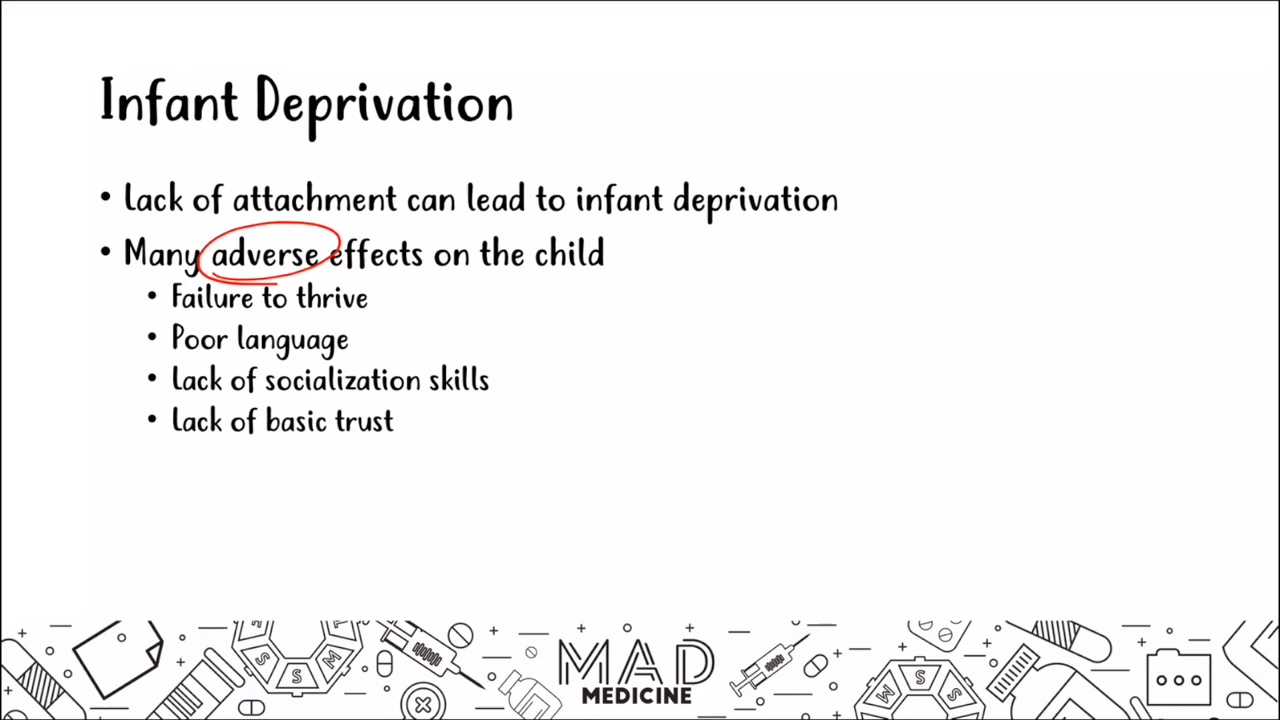 Infant Deprivation
• Lack of attachment can lead to infant deprivation
• Many adverse effects on the child
• Failure to thrive
• Poor language
• Lack of socialization skills
• Lack of basic trust
S S M
MAD
MEDICINE
M S S S